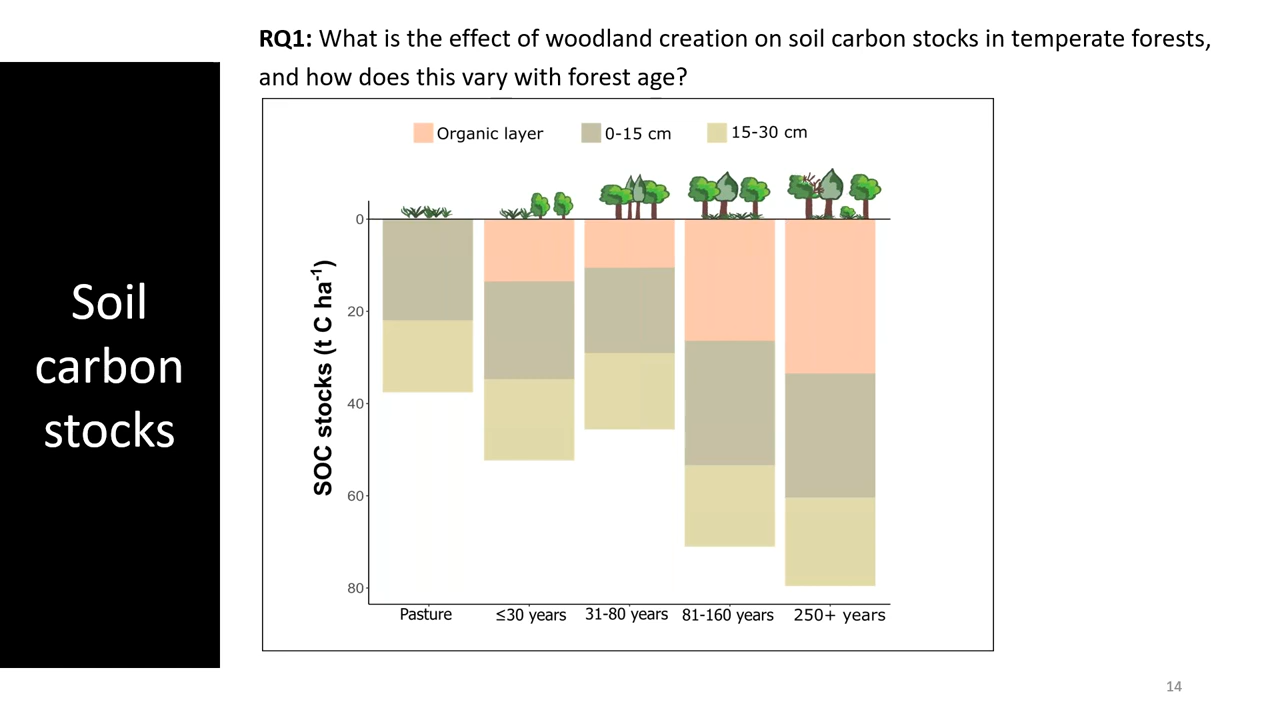 RQ1: What is the effect of woodland creation on soil carbon stocks in temperate forests,
and how does this vary with forest age?
Soil
carbon
stocks
Organic layer
0-15 cm
15-30 cm
SOC stocks (t C ha⁻¹)
0
20
40
60
80
Pasture
≤30 years
31-80 years
81-160 years
250+ years
14